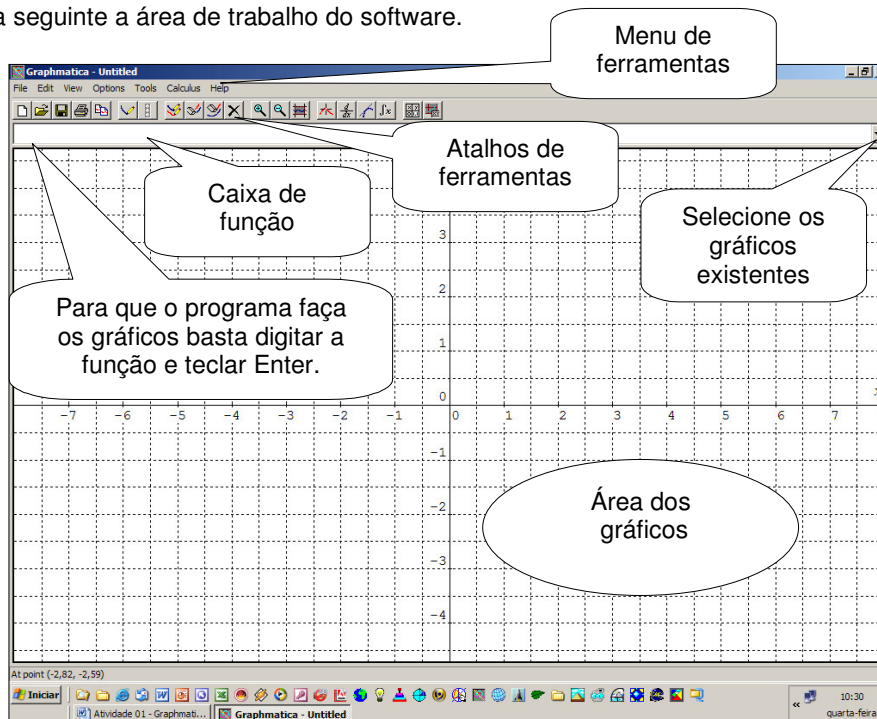 a seguinte a área de trabalho do software.
Menu de
ferramentas
Graphmatica - Untitled
File Edit View Options Tools Calculus Help
Atalhos de
ferramentas
Caixa de
função
Selecione os
gráficos
existentes
Para que o programa faça
os gráficos basta digitar a
função e teclar Enter.
3
2
1
0
-7 -6 -5 -4 -3 -2 -1 0 1 2 3 4 5 6 7
-1
-2
-3
-4
Área dos
gráficos
At point (-2,82, -2,59)
Iniciar
10:30
Atividade 01 - Graphmati...
Graphmatica - Untitled
quarta-feira